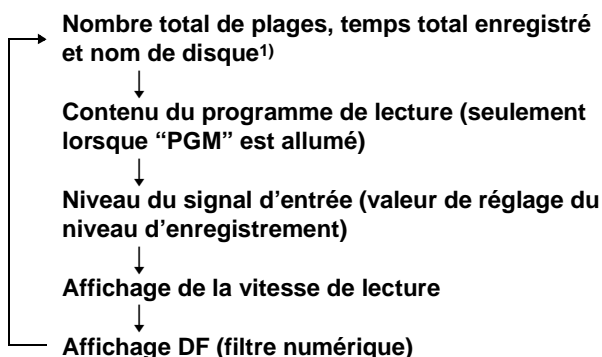 Nombre total de plages, temps total enregistré
et nom de disque1)
Contenu du programme de lecture (seulement
lorsque “PGM” est allumé)
Niveau du signal d’entrée (valeur de réglage du
niveau d’enregistrement)
Affichage de la vitesse de lecture
Affichage DF (filtre numérique)